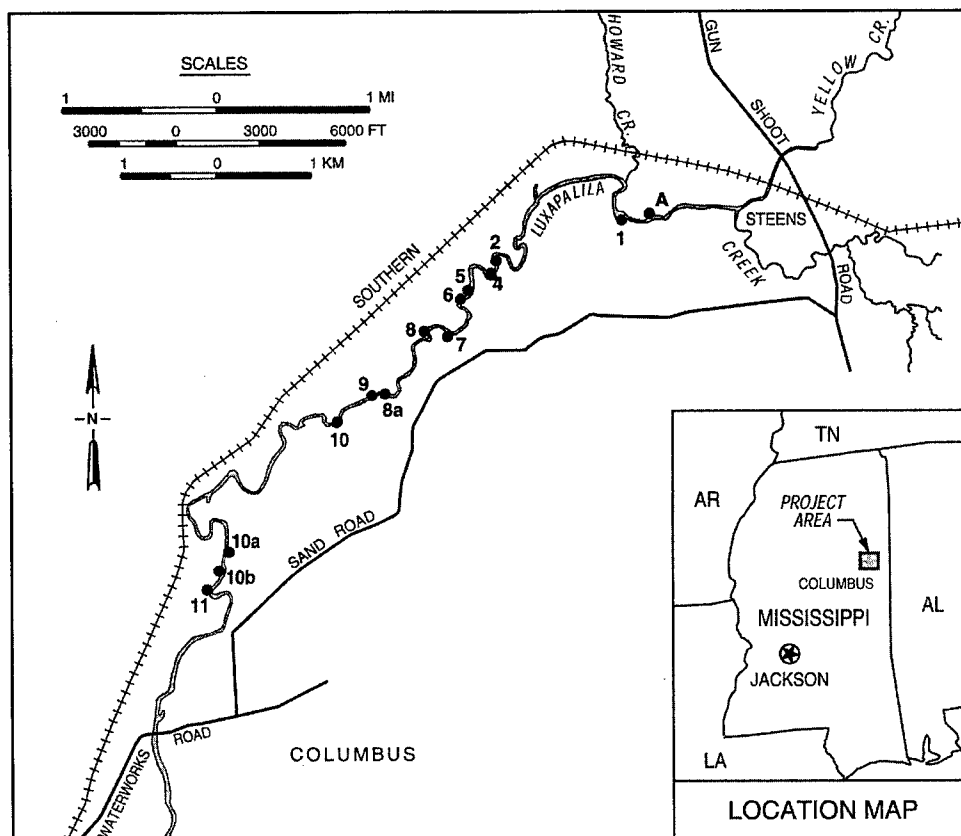 SCALES
1 0 1 MI
3000 0 3000 6000 FT
1 0 1 KM
HOWARD CR.
GUN SHOOT ROAD
YELLOW CR.
LUXAPALILA CREEK
STEENS
A
1
2
4
5
6
7
8
8a
9
10
SOUTHERN
N
SAND ROAD
10a
10b
11
WATERWORKS ROAD
COLUMBUS
TN
AR
PROJECT
AREA
COLUMBUS
AL
MISSISSIPPI
JACKSON
LA
LOCATION MAP